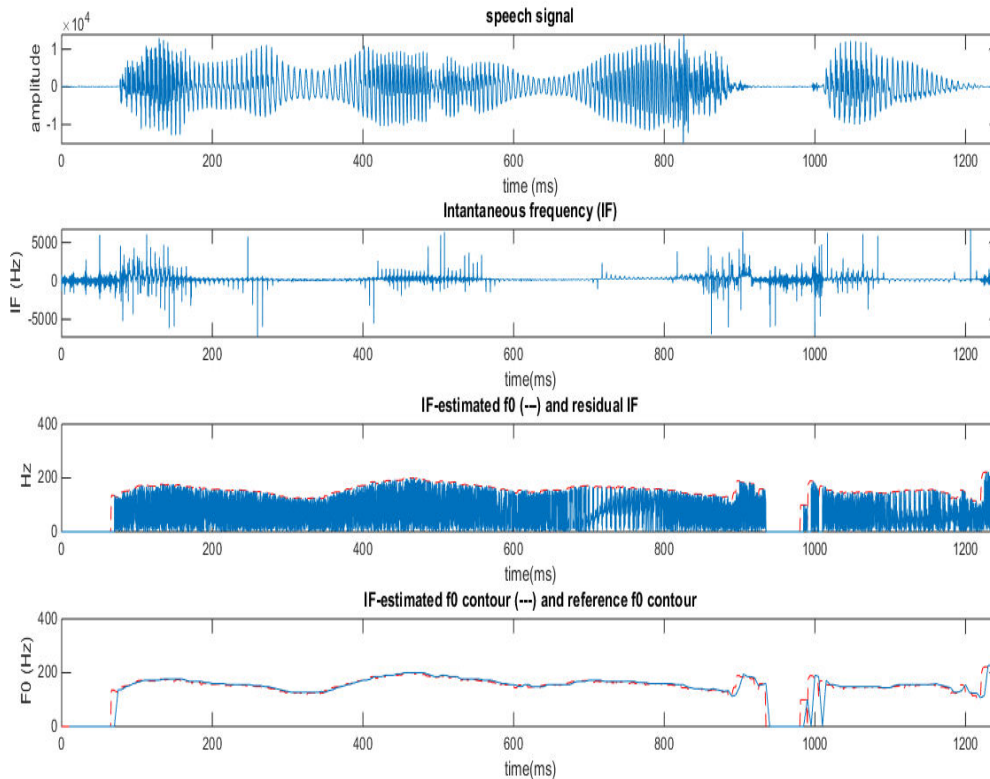 speech signal
×10⁴
1
0
-1
amplitude
0 200 400 600 800 1000 1200
time (ms)
Intantaneous frequency (IF)
5000
0
-5000
IF (Hz)
0 200 400 600 800 1000 1200
time(ms)
IF-estimated f0 (---) and residual IF
400
200
0
Hz
0 200 400 600 800 1000 1200
time(ms)
IF-estimated f0 contour (---) and reference f0 contour
400
200
0
F0 (Hz)
0 200 400 600 800 1000 1200
time(ms)